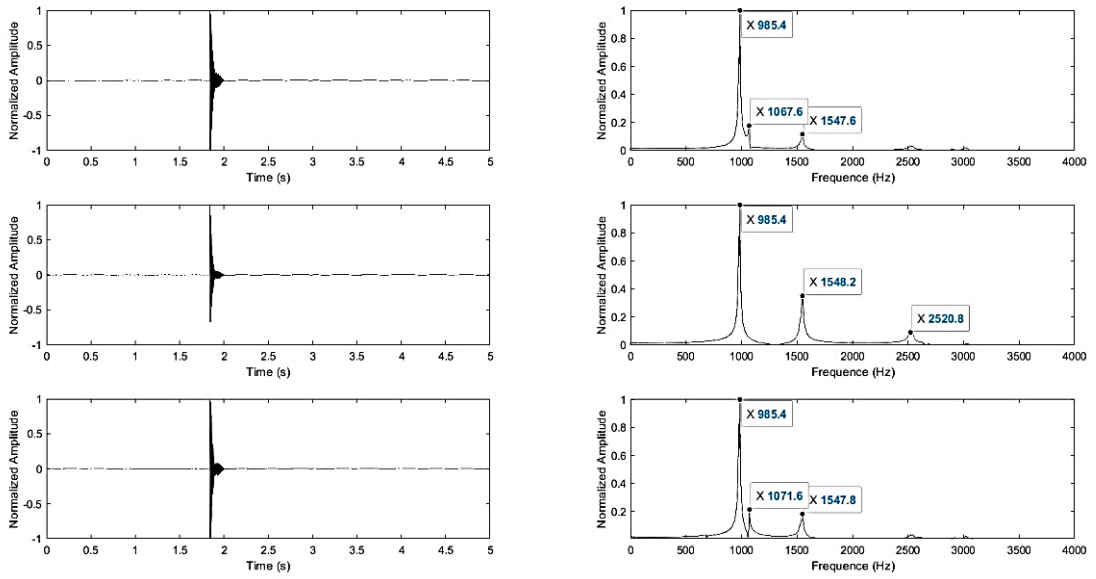 Normalized Amplitude
1
0.5
0
-0.5
-1
0 0.5 1 1.5 2 2.5 3 3.5 4 4.5 5
Time (s)
Normalized Amplitude
1
0.8
0.6
0.4
0.2
0
X 985.4
X 1067.6
X 1547.6
0 500 1000 1500 2000 2500 3000 3500 4000
Frequence (Hz)
Normalized Amplitude
1
0.5
0
-0.5
-1
0 0.5 1 1.5 2 2.5 3 3.5 4 4.5 5
Time (s)
Normalized Amplitude
1
0.8
0.6
0.4
0.2
0
X 985.4
X 1548.2
X 2520.8
0 500 1000 1500 2000 2500 3000 3500 4000
Frequence (Hz)
Normalized Amplitude
1
0.5
0
-0.5
-1
0 0.5 1 1.5 2 2.5 3 3.5 4 4.5 5
Time (s)
Normalized Amplitude
1
0.8
0.6
0.4
0.2
X 985.4
X 1071.6
X 1547.8
0 500 1000 1500 2000 2500 3000 3500 4000
Frequence (Hz)